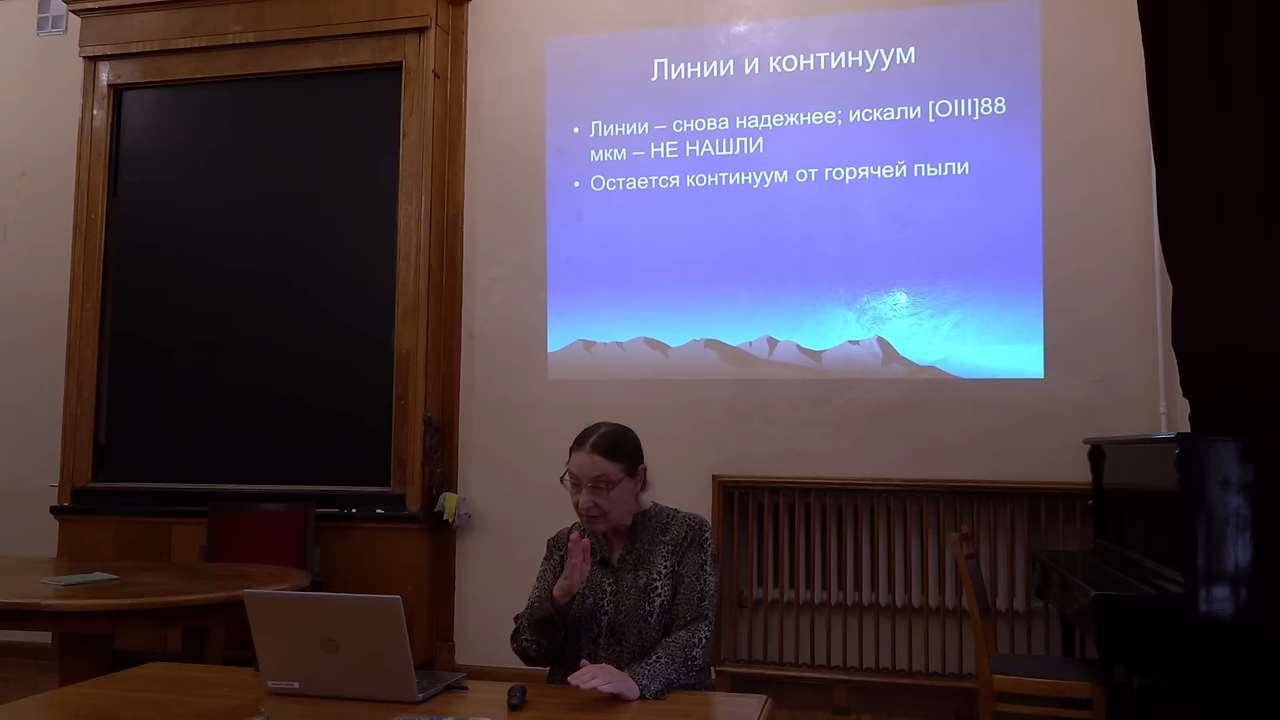 Линии и континуум
• Линии – снова надежнее; искали [OIII]88
мкм – НЕ НАШЛИ
• Остается континуум от горячей пыли